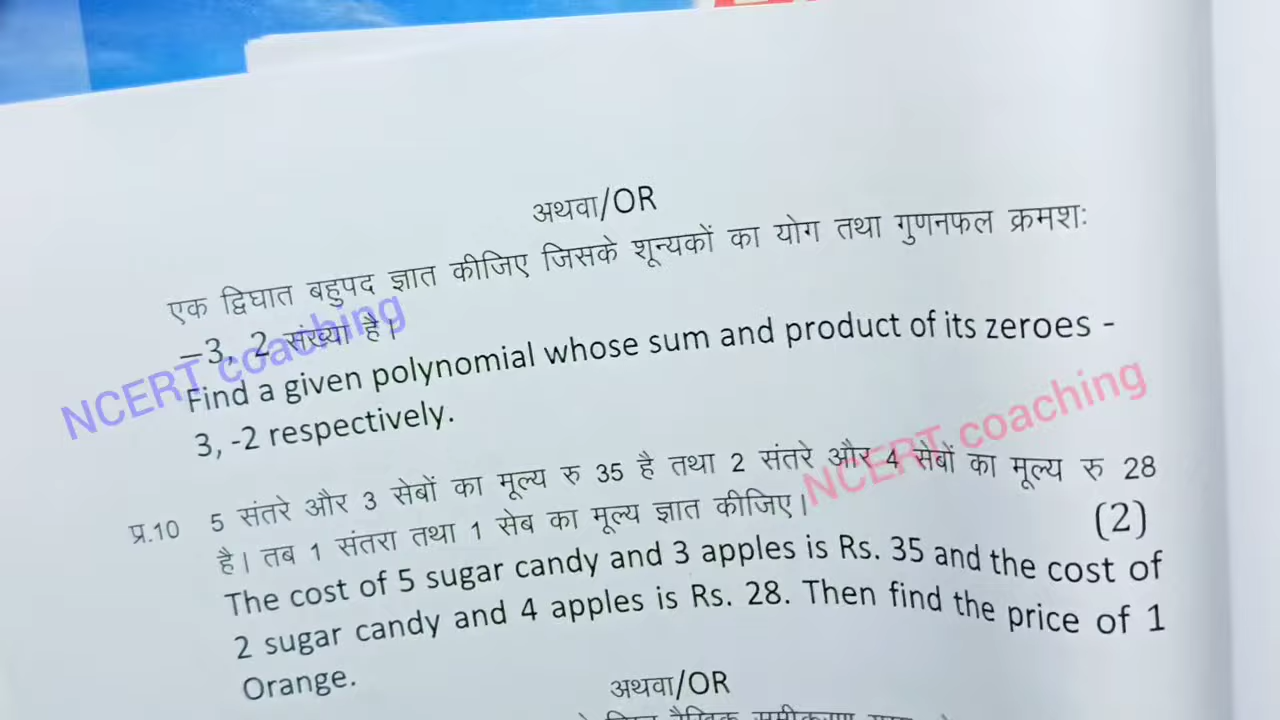 अथवा/OR
एक द्विघात बहुपद ज्ञात कीजिए जिसके शून्यकों का योग तथा गुणनफल क्रमशः
–3, 2 संख्या है।
Find a given polynomial whose sum and product of its zeroes -
3, -2 respectively.
NCERT coaching
NCERT coaching
प्र.10 5 संतरे और 3 सेबों का मूल्य रु 35 है तथा 2 संतरे और 4 सेबों का मूल्य रु 28
है। तब 1 संतरा तथा 1 सेब का मूल्य ज्ञात कीजिए। (2)
The cost of 5 sugar candy and 3 apples is Rs. 35 and the cost of
2 sugar candy and 4 apples is Rs. 28. Then find the price of 1
Orange.
अथवा/OR